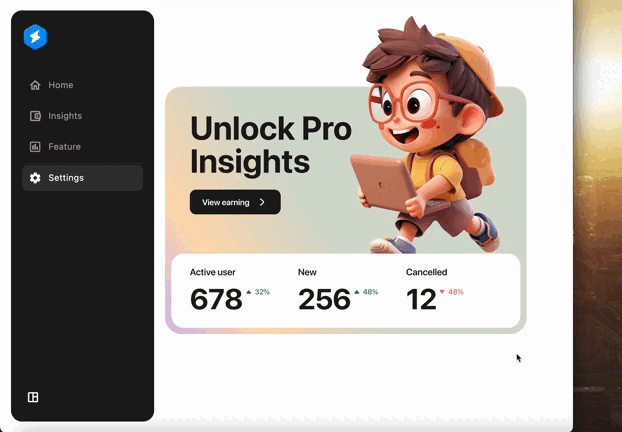 Home
Insights
Feature
Settings
Unlock Pro
Insights
View earning
Active user
678 32%
New
256 48%
Cancelled
12 48%